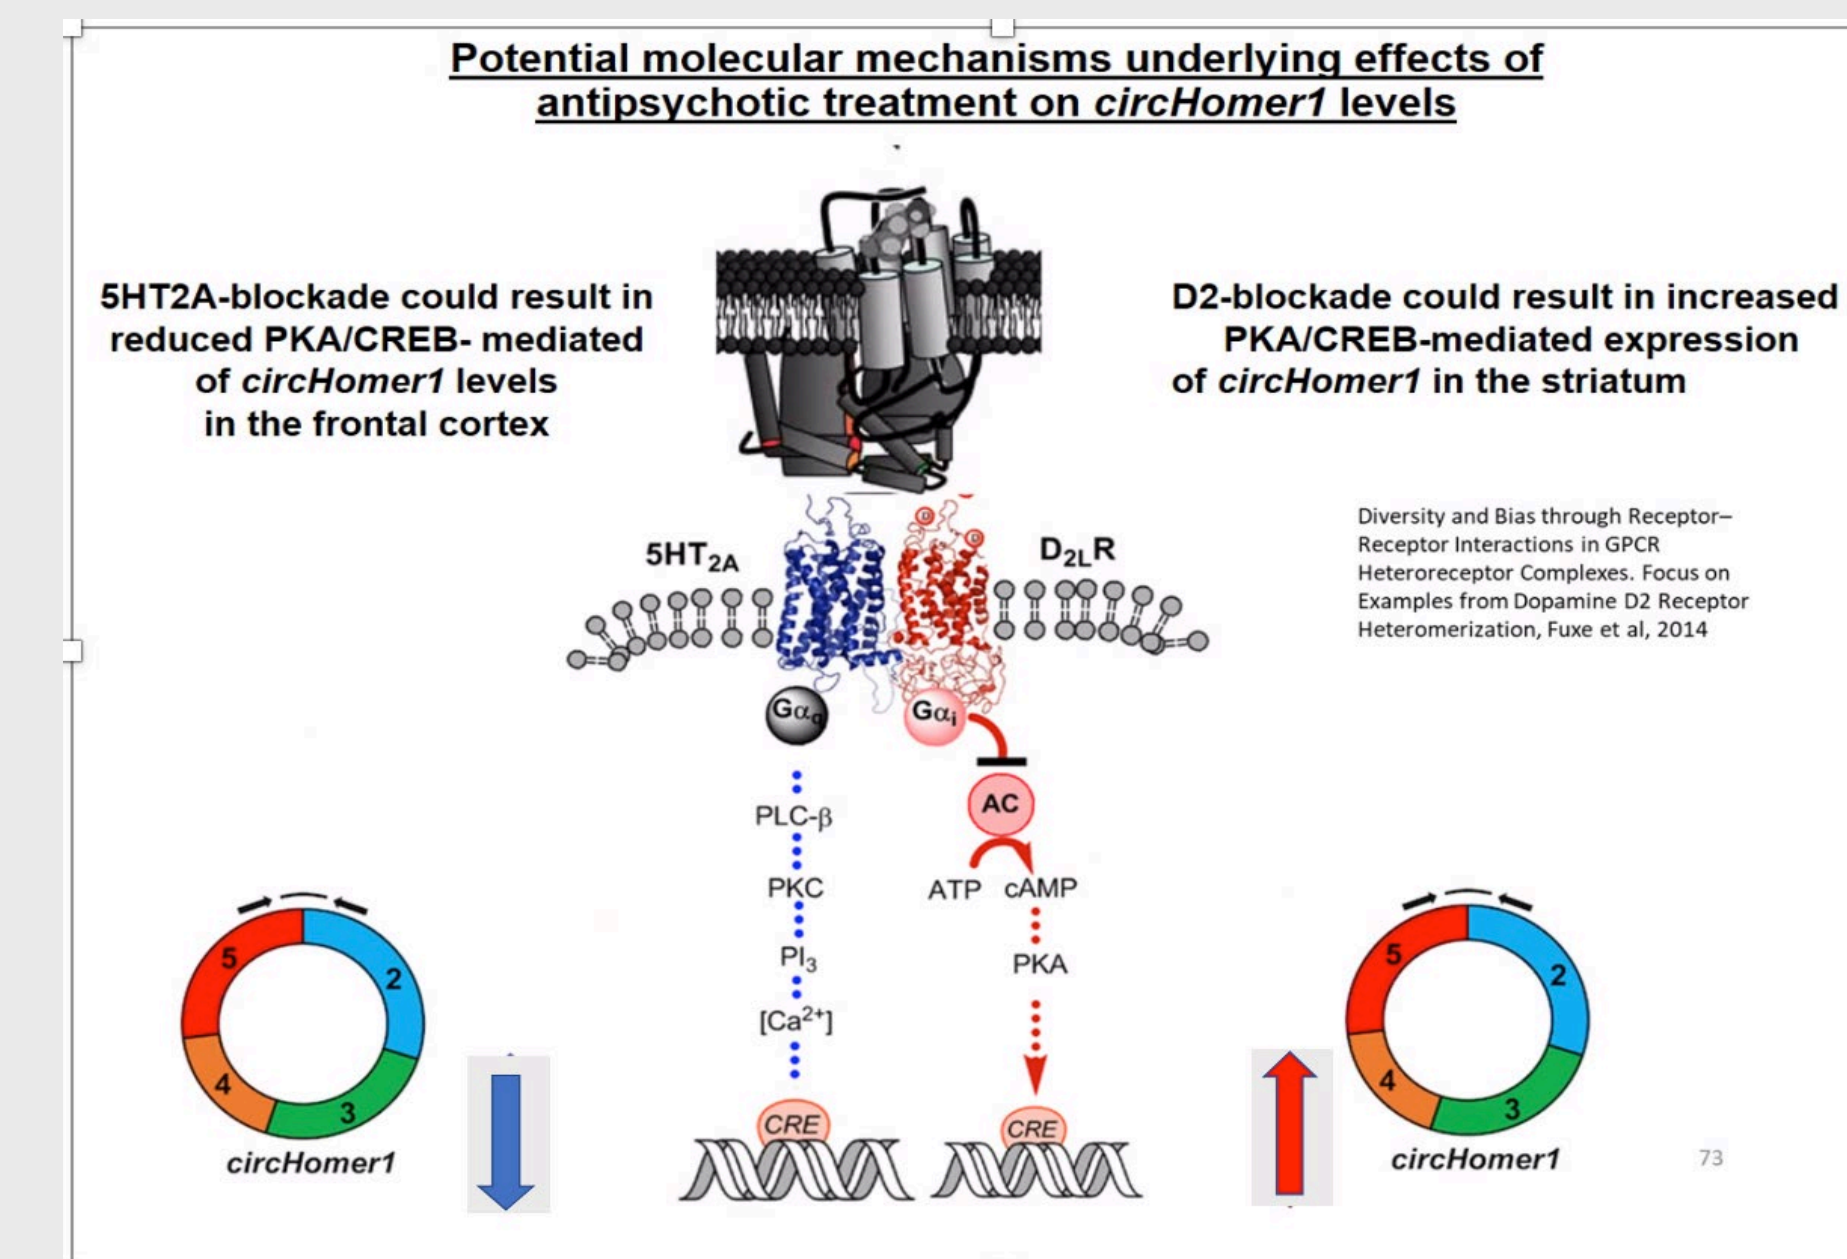 Potential molecular mechanisms underlying effects of
antipsychotic treatment on circHomer1 levels
5HT2A-blockade could result in
reduced PKA/CREB- mediated
of circHomer1 levels
in the frontal cortex
D2-blockade could result in increased
PKA/CREB-mediated expression
of circHomer1 in the striatum
Diversity and Bias through Receptor–
Receptor Interactions in GPCR
Heteroreceptor Complexes. Focus on
Examples from Dopamine D2 Receptor
Heteromerization, Fuxe et al, 2014
5HT2A
D2LR
Gαq
Gαi
AC
PLC-β
PKC
ATP cAMP
PI3
PKA
[Ca2+]
CRE
CRE
5
2
4
3
circHomer1
5
2
4
3
circHomer1
73